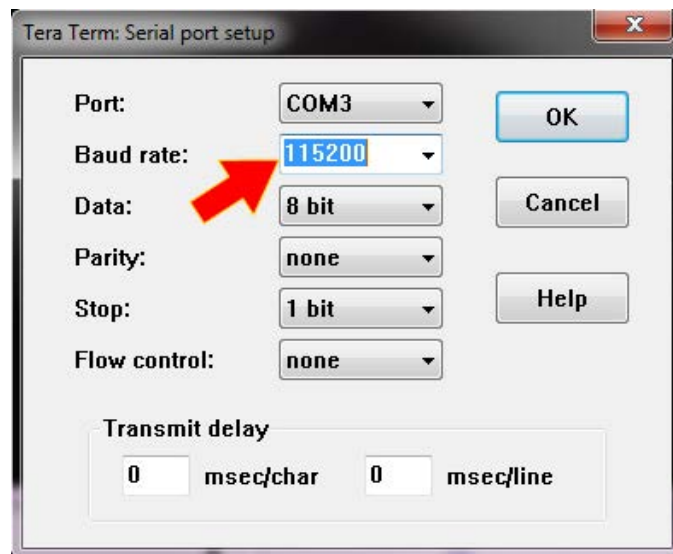 Tera Term: Serial port setup
Port: COM3 OK
Baud rate: 115200
Data: 8 bit Cancel
Parity: none
Stop: 1 bit Help
Flow control: none
Transmit delay
0 msec/char 0 msec/line